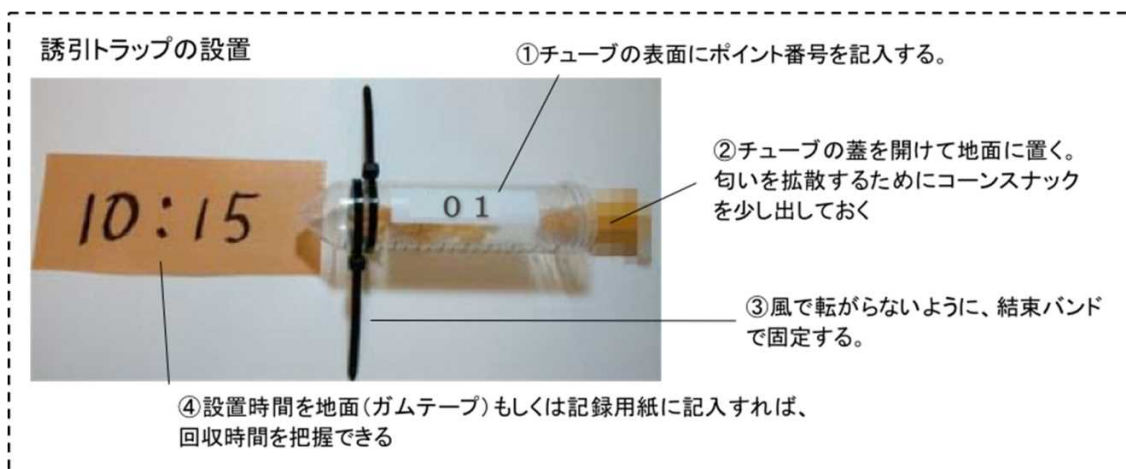 誘引トラップの設置
①チューブの表面にポイント番号を記入する。
②チューブの蓋を開けて地面に置く。
匂いを拡散するためにコーンスナック
を少し出しておく
10:15
01
③風で転がらないように、結束バンド
で固定する。
④設置時間を地面(ガムテープ)もしくは記録用紙に記入すれば、
回収時間を把握できる